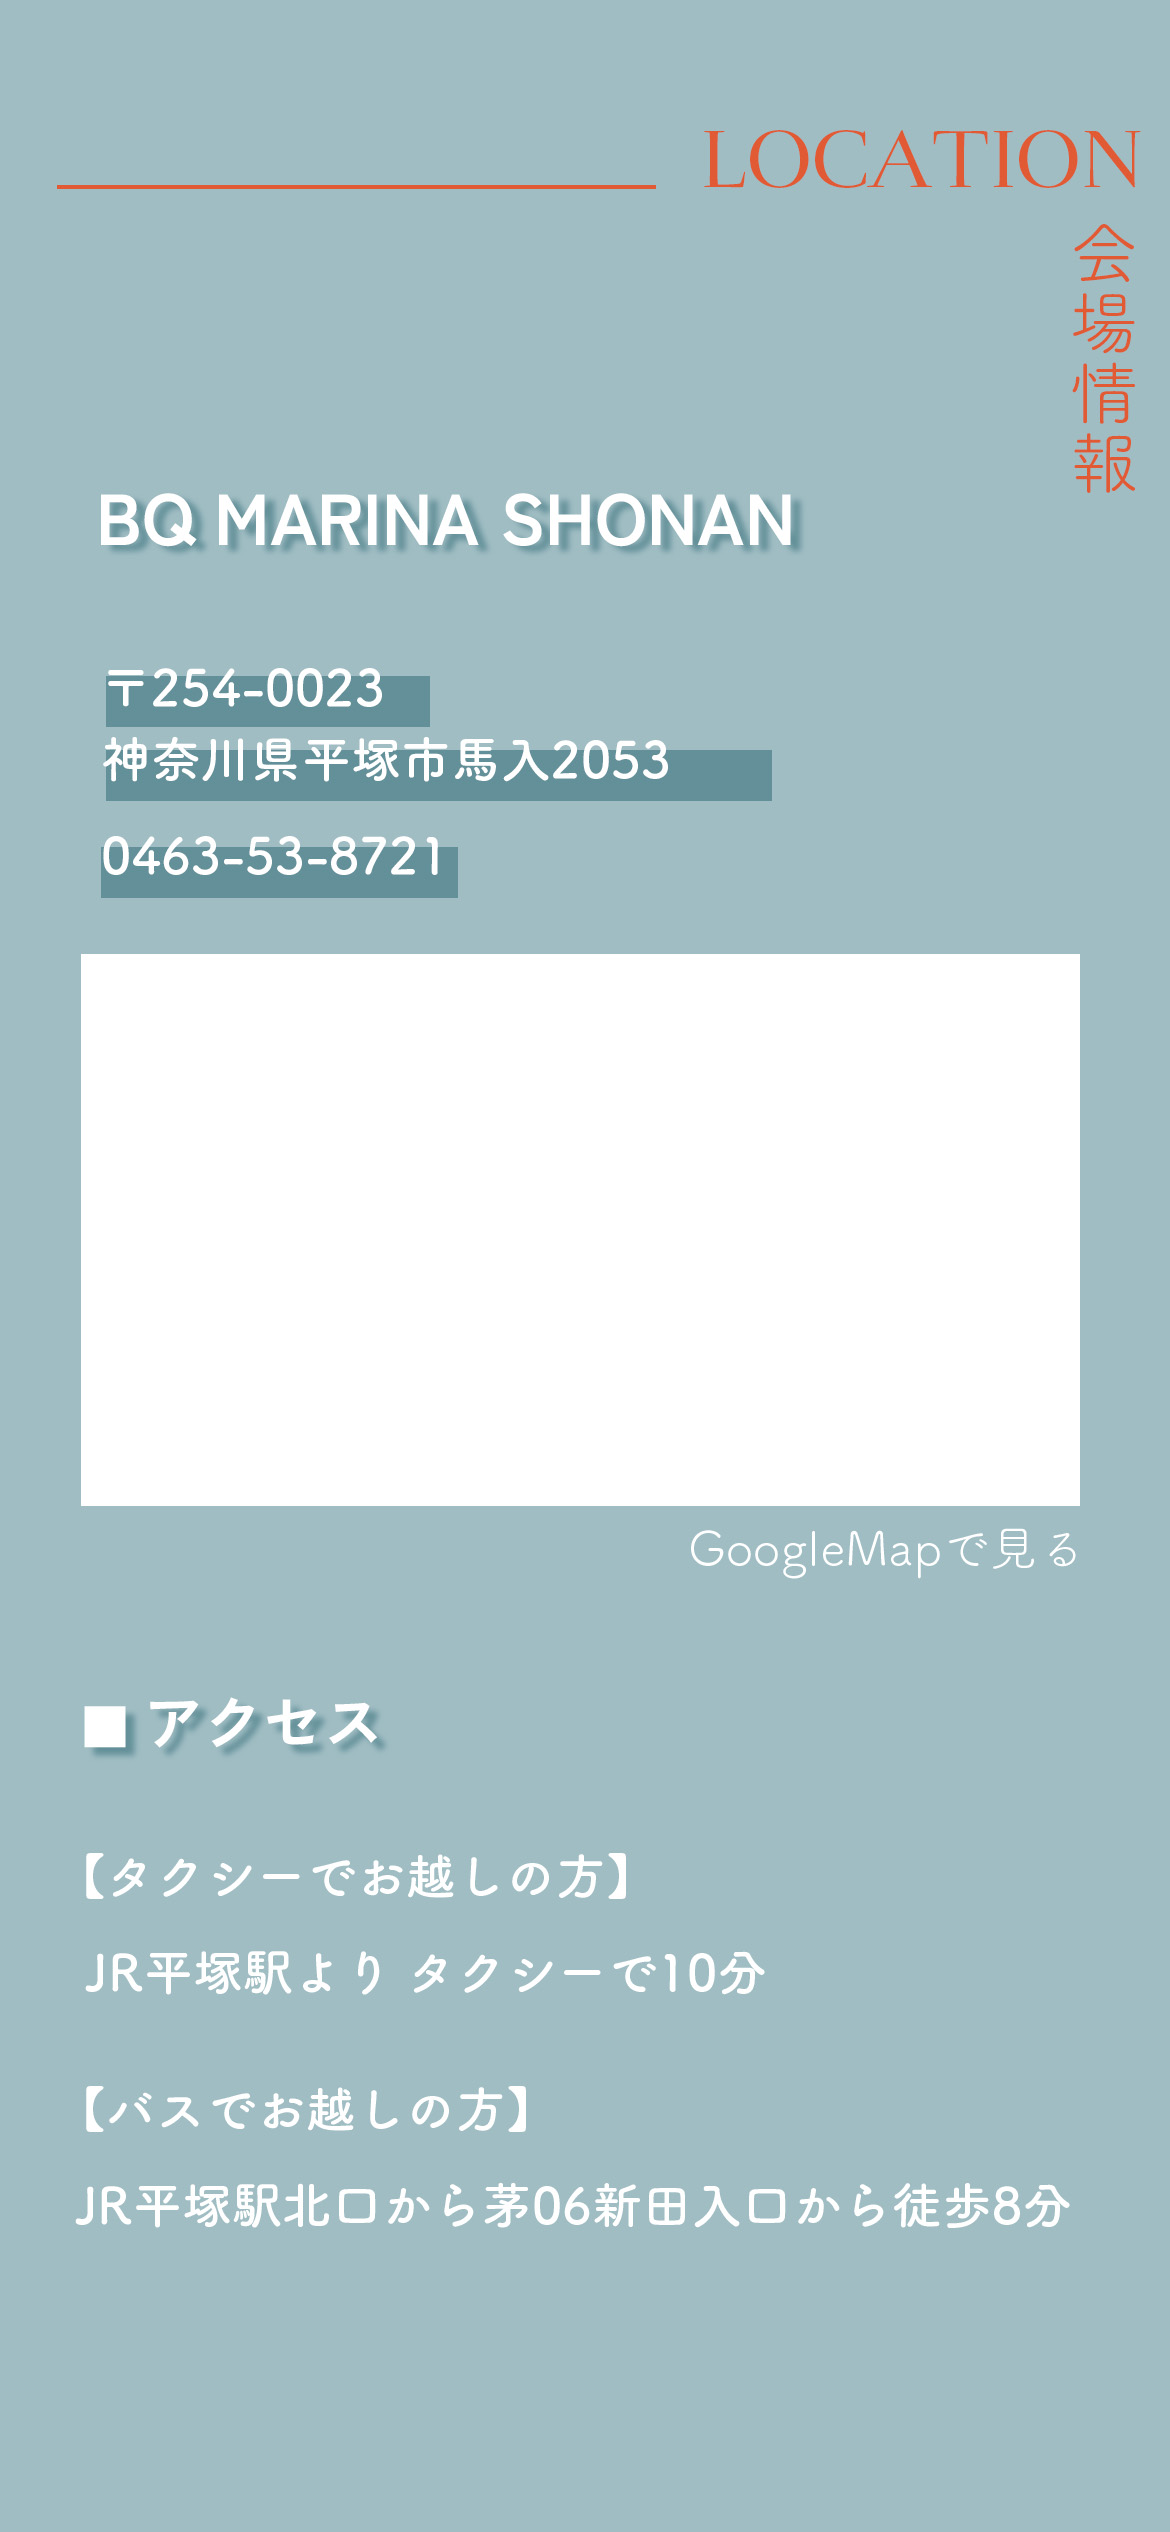 LOCATION
会場情報
BQ MARINA SHONAN
〒254-0023
神奈川県平塚市馬入2053
0463-53-8721
GoogleMapで見る
■ アクセス
【タクシーでお越しの方】
JR平塚駅より タクシーで10分
【バスでお越しの方】
JR平塚駅北口から茅06新田入口から徒歩8分